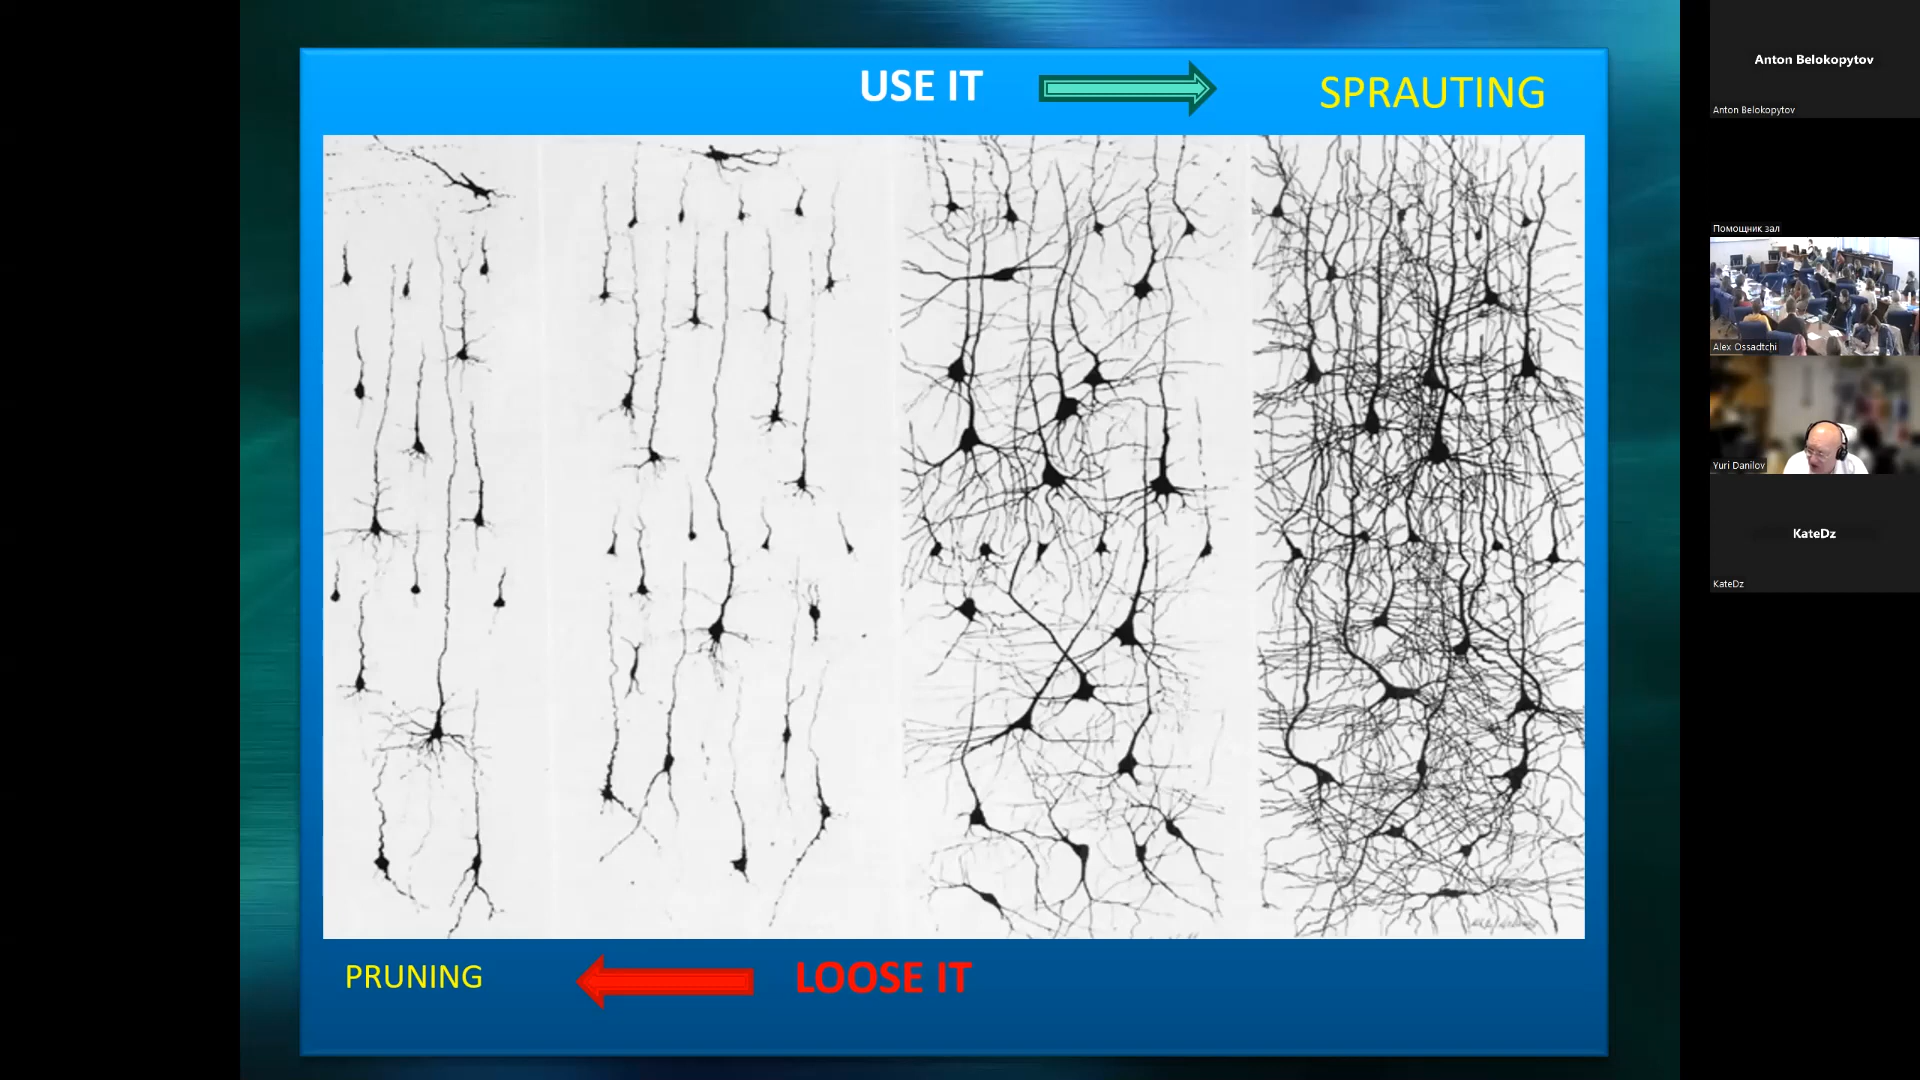 USE IT
SPRAUTING
PRUNING
LOOSE IT
Anton Belokopytov
Anton Belokopytov
Помощник зал
Alex Ossadtchi
Yuri Danilov
KateDz
KateDz